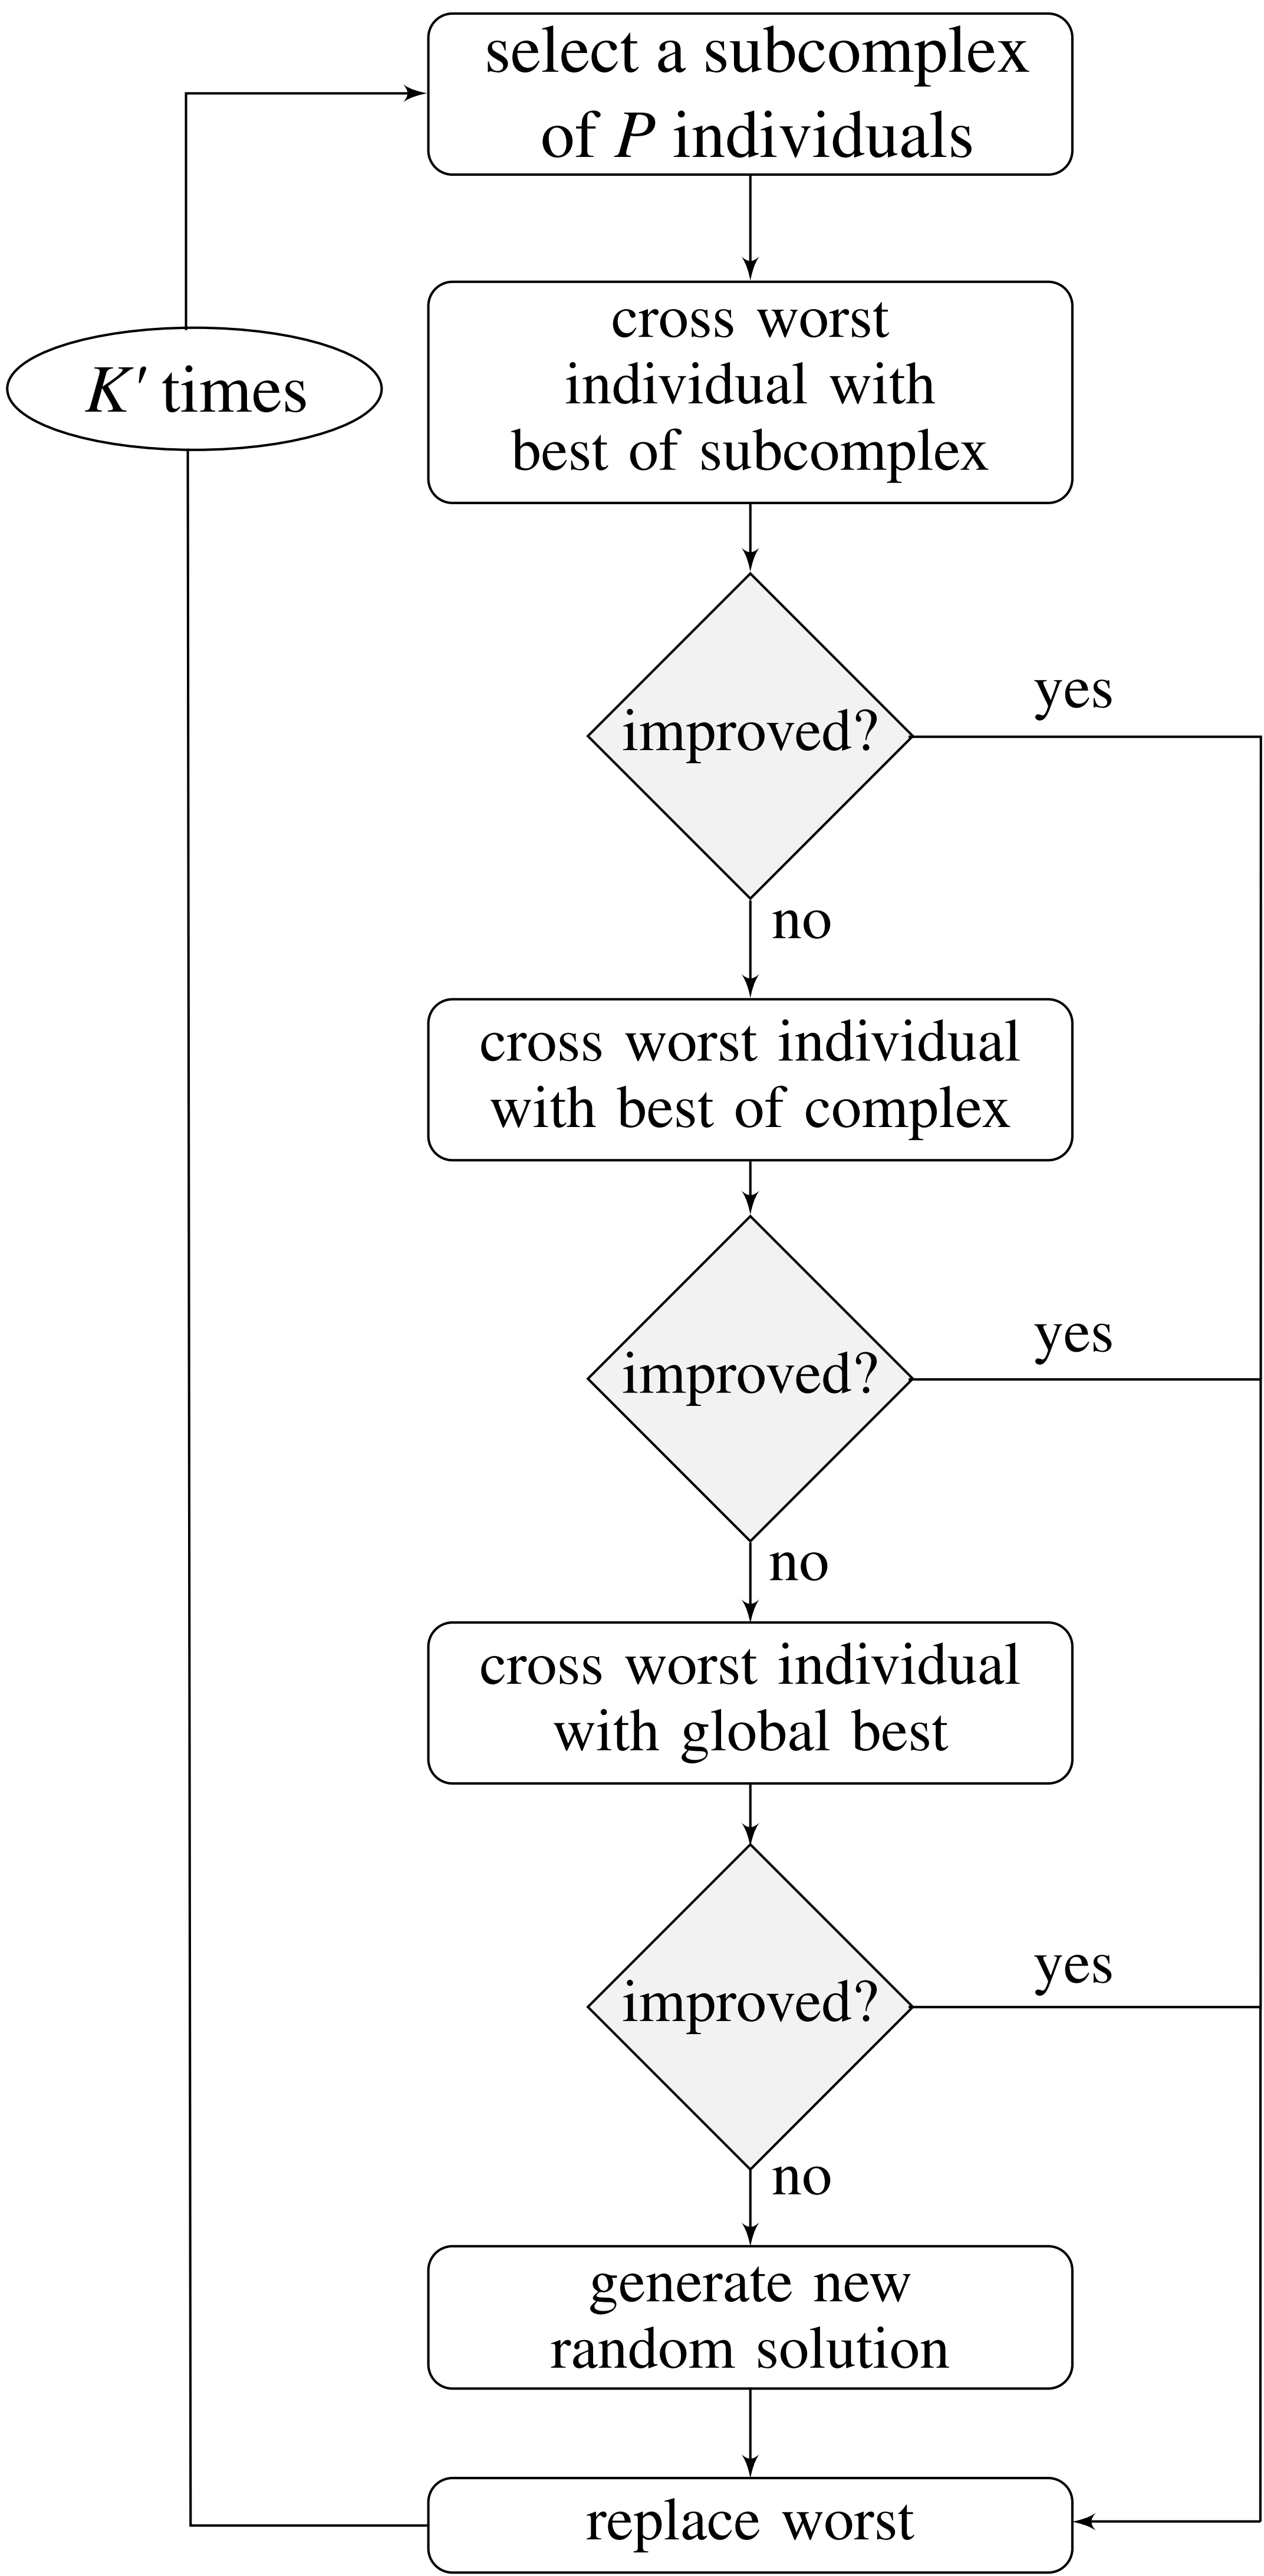 select a subcomplex
of P individuals
cross worst
individual with
best of subcomplex
K' times
improved?
yes
no
cross worst individual
with best of complex
improved?
yes
no
cross worst individual
with global best
improved?
yes
no
generate new
random solution
replace worst